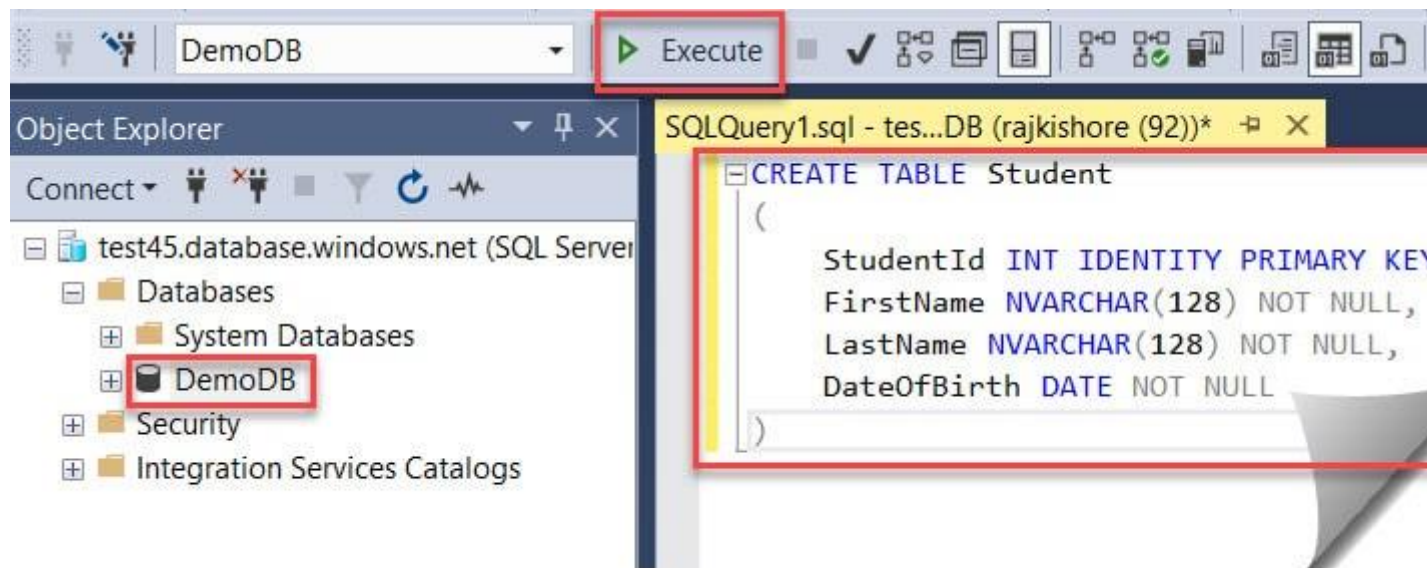 DemoDB
Execute
Object Explorer
Connect
test45.database.windows.net (SQL Server
Databases
System Databases
DemoDB
Security
Integration Services Catalogs
SQLQuery1.sql - tes...DB (rajkishore (92))*
CREATE TABLE Student
(
StudentId INT IDENTITY PRIMARY KEY
FirstName NVARCHAR(128) NOT NULL,
LastName NVARCHAR(128) NOT NULL,
DateOfBirth DATE NOT NULL
)